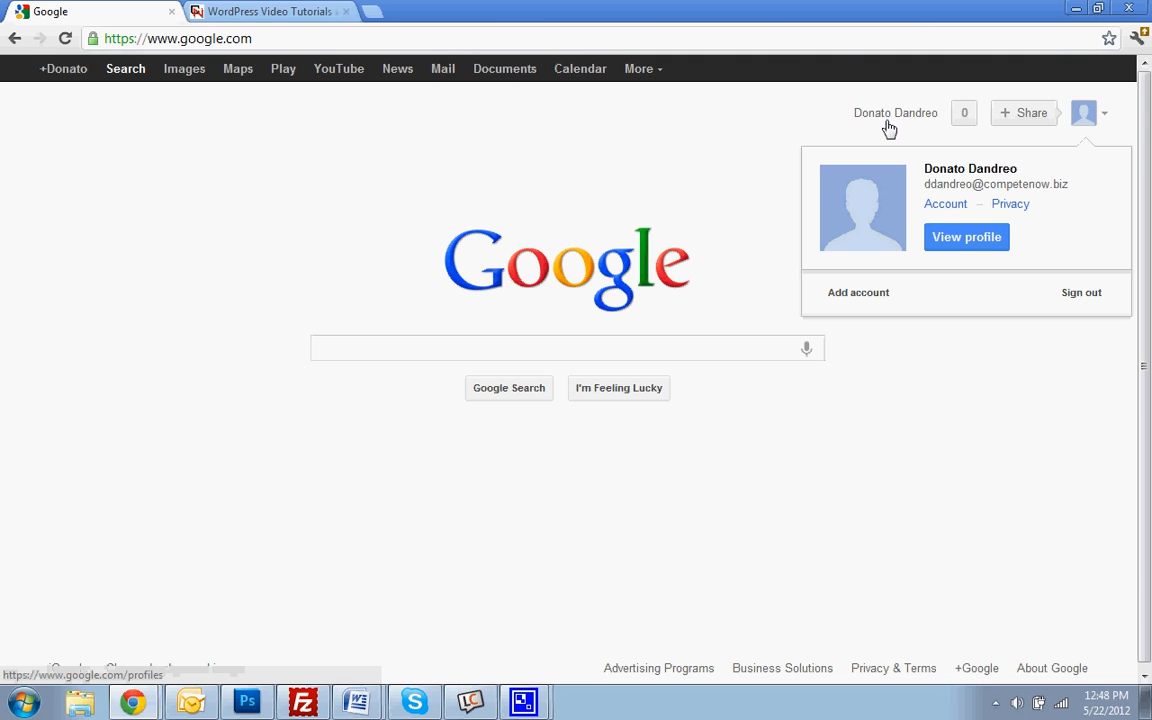 Google
WordPress Video Tutorials
https://www.google.com
+Donato Search Images Maps Play YouTube News Mail Documents Calendar More
Donato Dandreo 0 + Share
Donato Dandreo
ddandreo@competenow.biz
Account – Privacy
View profile
Add account Sign out
Google
Google Search I'm Feeling Lucky
Advertising Programs Business Solutions Privacy & Terms +Google About Google
https://www.google.com/profiles
Ps Fz W S LC
12:48 PM
5/22/2012